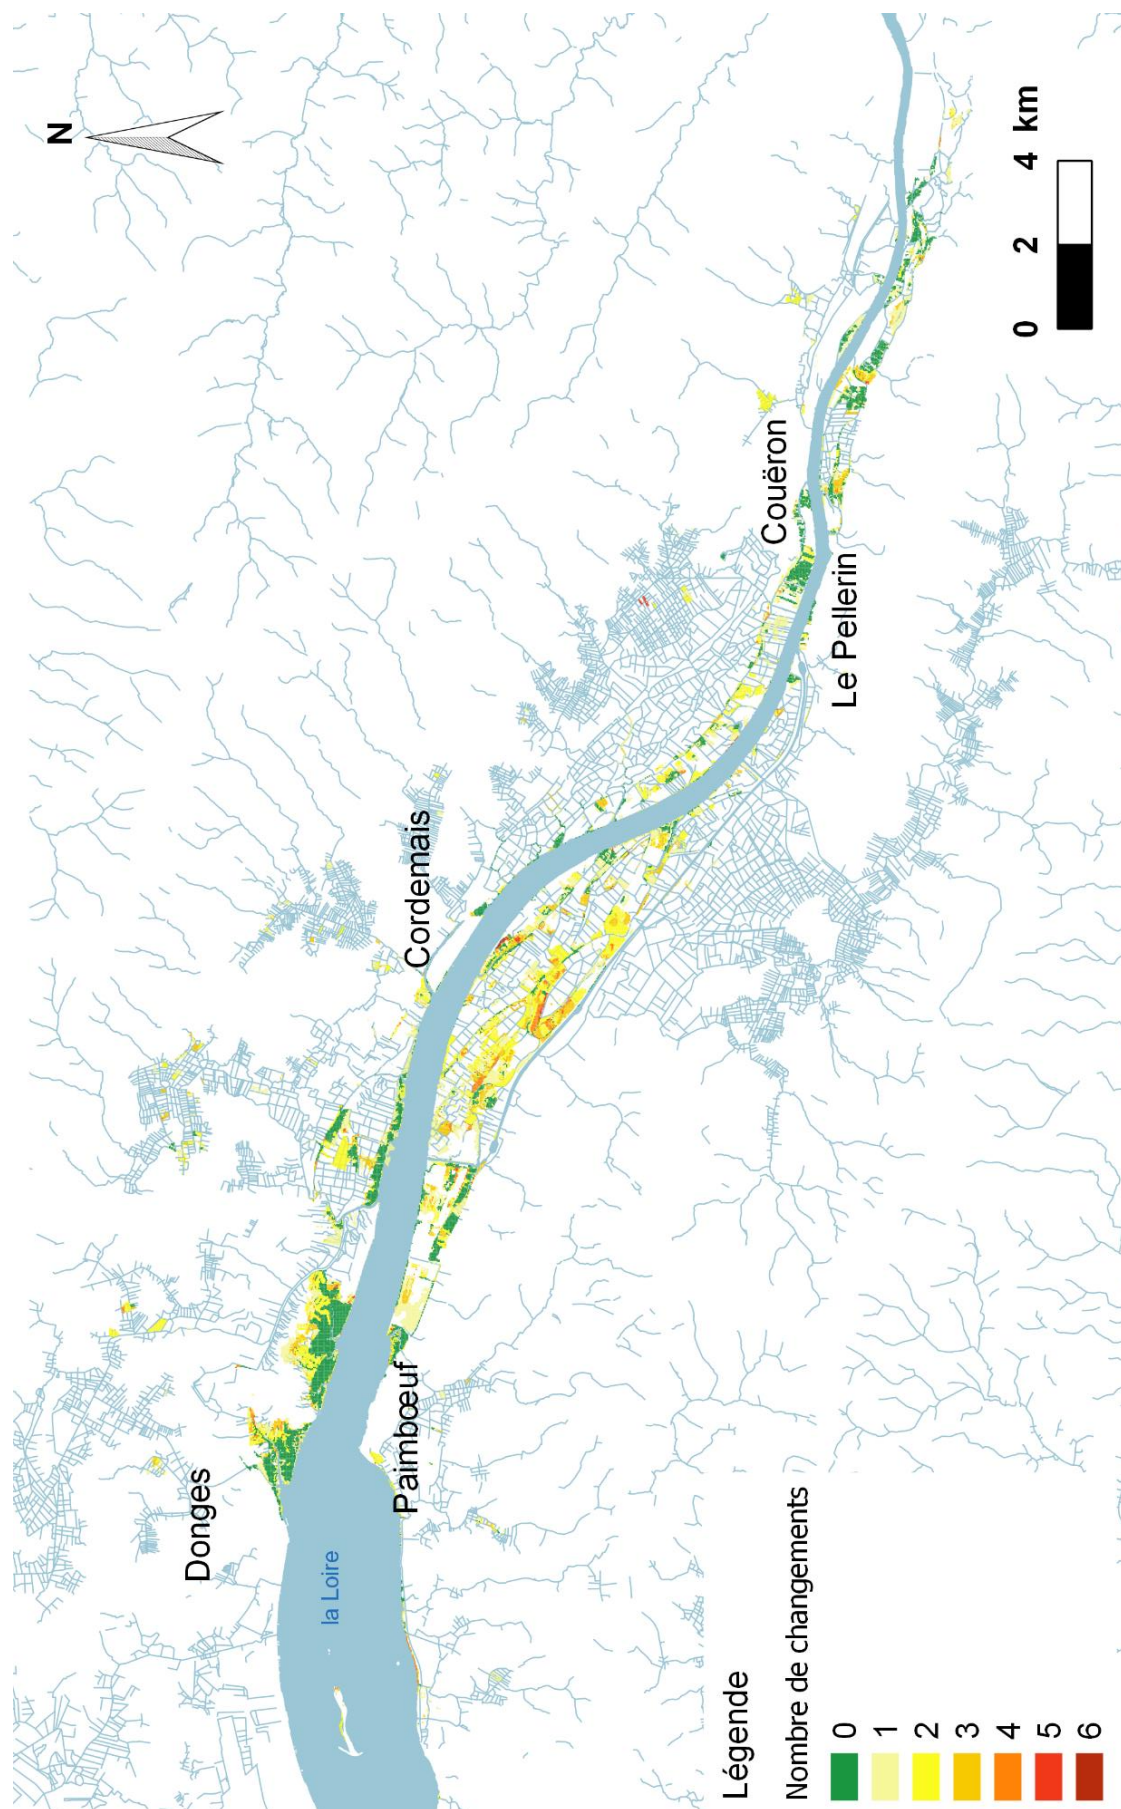 N
Donges
Cordemais
la Loire
Paimbœuf
Couëron
Le Pellerin
0 2 4 km
Légende
Nombre de changements
0
1
2
3
4
5
6